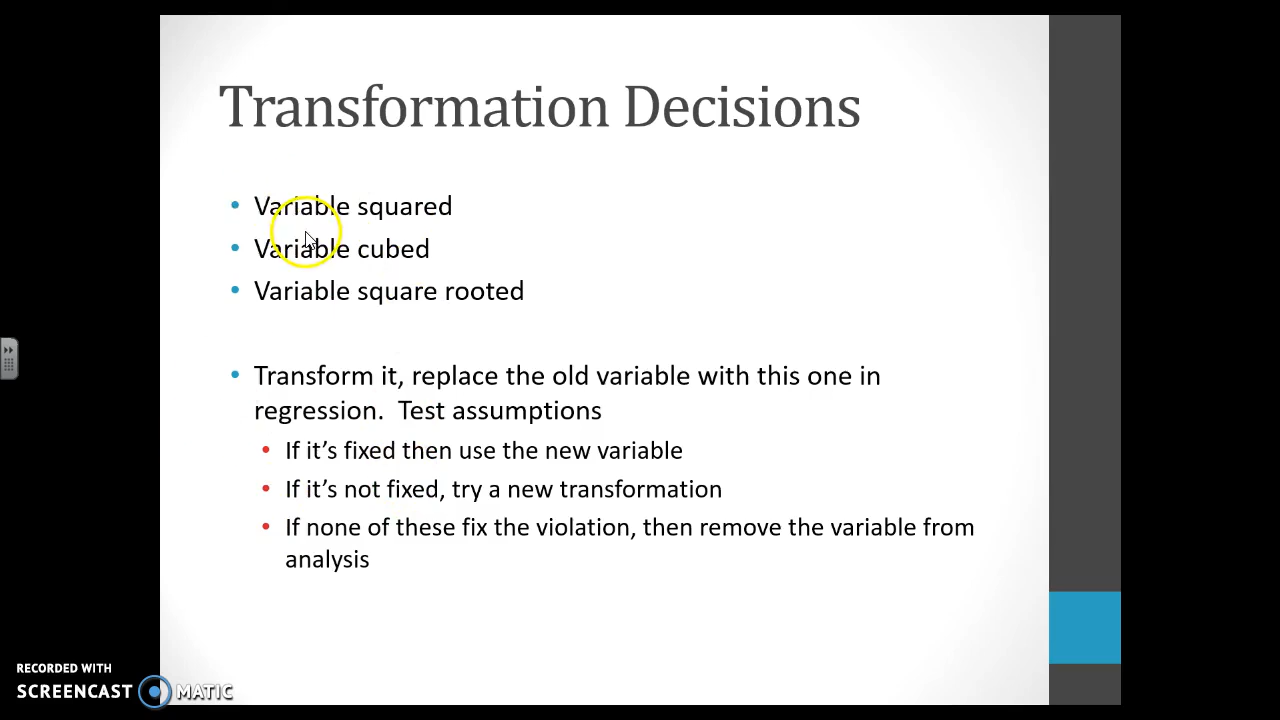 Transformation Decisions
• Variable squared
• Variable cubed
• Variable square rooted
• Transform it, replace the old variable with this one in
regression.  Test assumptions
• If it's fixed then use the new variable
• If it's not fixed, try a new transformation
• If none of these fix the violation, then remove the variable from
analysis
RECORDED WITH
SCREENCAST MATIC